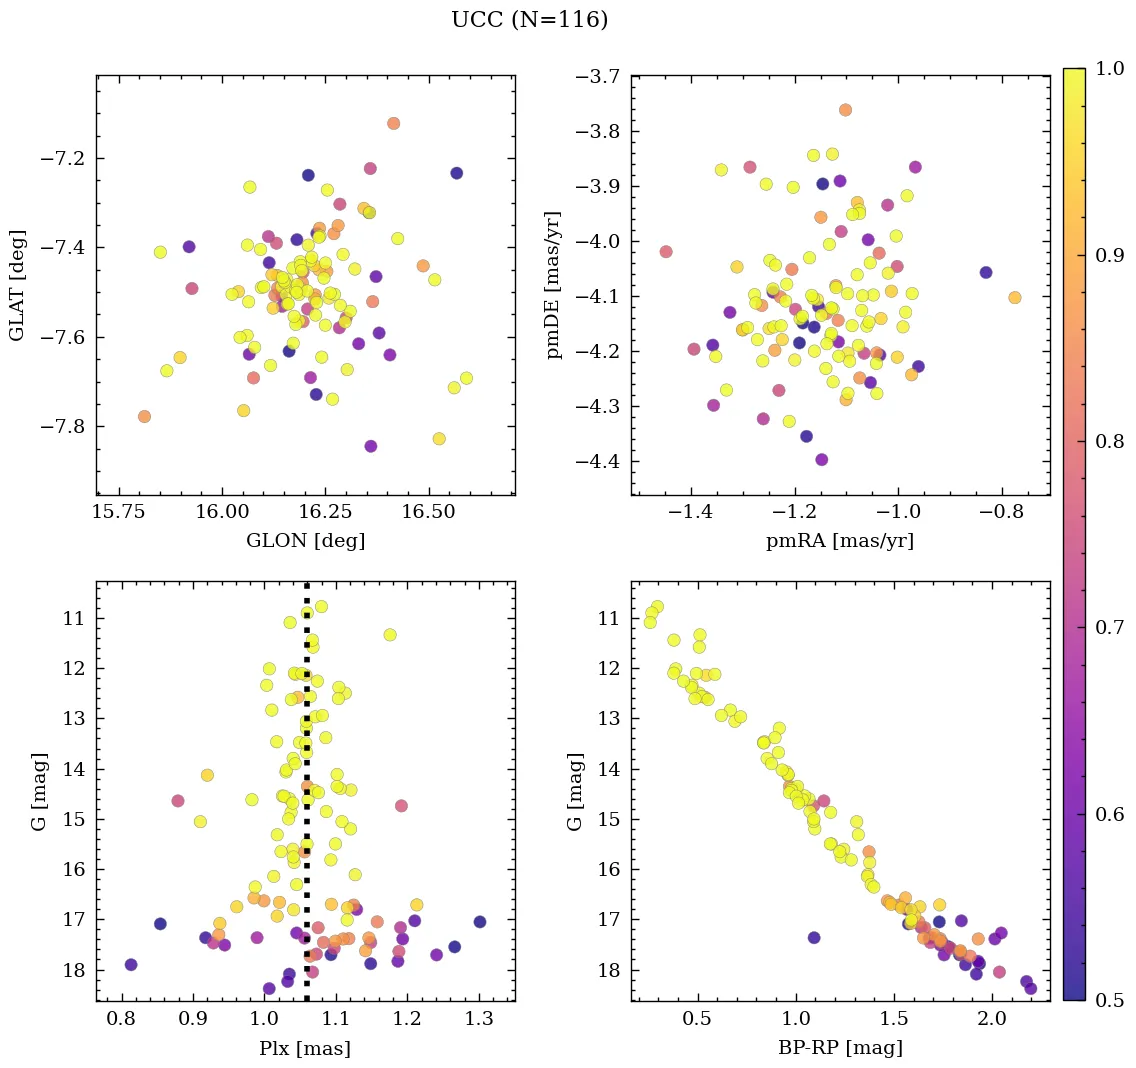 UCC (N=116)
−7.2
−7.4
−7.6
−7.8
GLAT [deg]
15.75 16.00 16.25 16.50
GLON [deg]
−3.7
−3.8
−3.9
−4.0
−4.1
−4.2
−4.3
−4.4
pmDE [mas/yr]
−1.4 −1.2 −1.0 −0.8
pmRA [mas/yr]
11
12
13
14
15
16
17
18
G [mag]
0.8 0.9 1.0 1.1 1.2 1.3
Plx [mas]
11
12
13
14
15
16
17
18
G [mag]
0.5 1.0 1.5 2.0
BP-RP [mag]
1.0
0.9
0.8
0.7
0.6
0.5